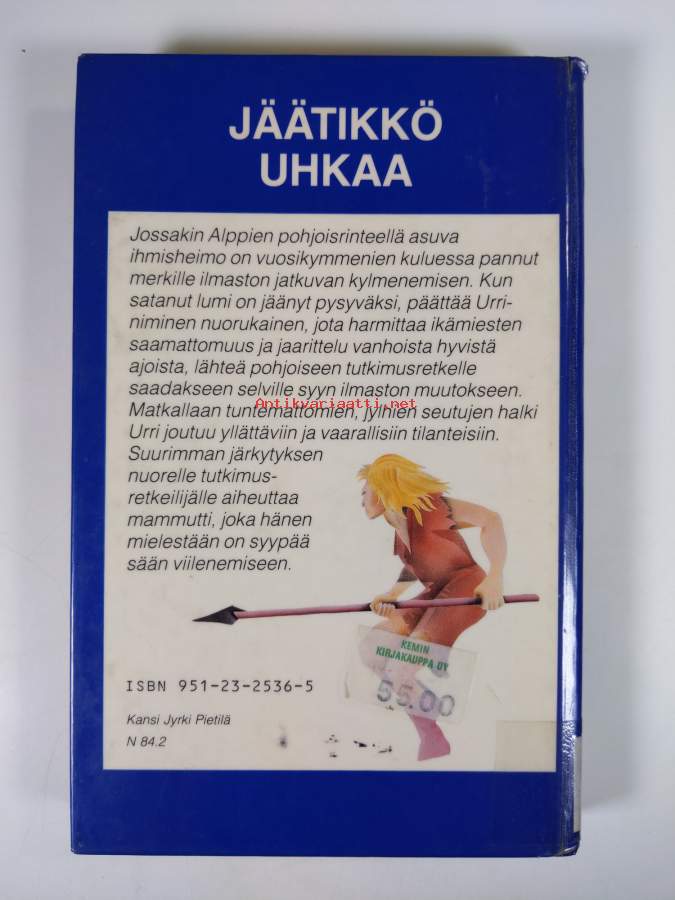 JÄÄTIKKÖ
UHKAA
Jossakin Alppien pohjoisrinteellä asuva
ihmisheimo on vuosikymmenien kuluessa pannut
merkille ilmaston jatkuvan kylmenemisen. Kun
satanut lumi on jäänyt pysyväksi, päättää Urri-
niminen nuorukainen, jota harmittaa ikämiesten
saamattomuus ja jaarittelu vanhoista hyvistä
ajoista, lähteä pohjoiseen tutkimusretkelle
saadakseen selville syyn ilmaston muutokseen.
Antikvariaatti.net
Matkallaan tuntemattomien, jylhien seutujen halki
Urri joutuu yllättäviin ja vaarallisiin tilanteisiin.
Suurimman järkytyksen
nuorelle tutkimus-
retkeilijälle aiheuttaa
mammutti, joka hänen
mielestään on syypää
sään viilenemiseen.
KEMIN
KIRJAKAUPPA OY
55.00
ISBN 951-23-2536-5
Kansi Jyrki Pietilä
N 84.2